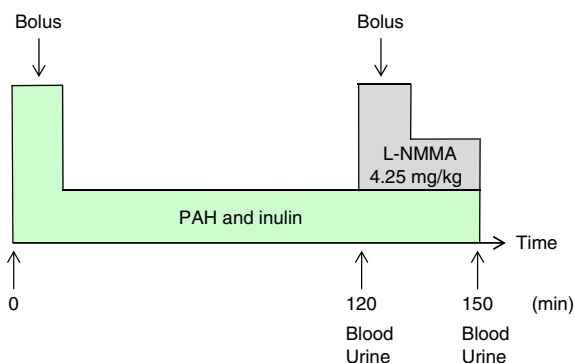 Bolus
Bolus
L-NMMA
4.25 mg/kg
PAH and inulin
Time
0
120
150
(min)
Blood
Urine
Blood
Urine